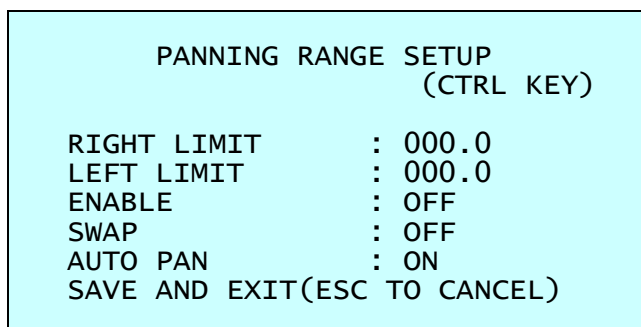 PANNING RANGE SETUP
(CTRL KEY)
RIGHT LIMIT : 000.0
LEFT LIMIT : 000.0
ENABLE : OFF
SWAP : OFF
AUTO PAN : ON
SAVE AND EXIT(ESC TO CANCEL)